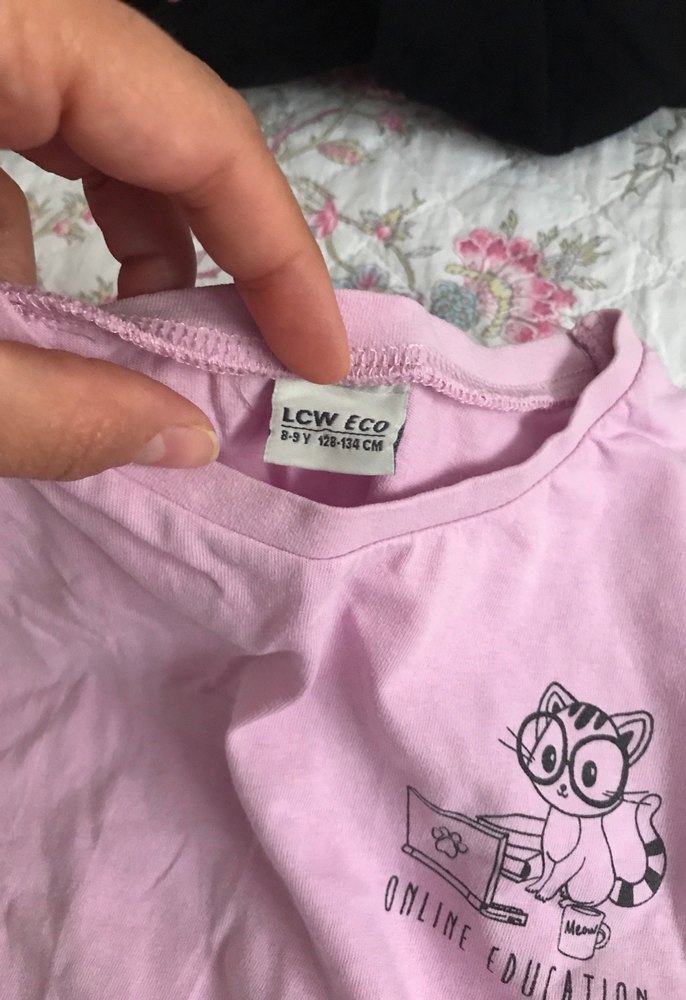 LCW ECO
8-9 Y 128-134 CM
Meow
ONLINE EDUCATION